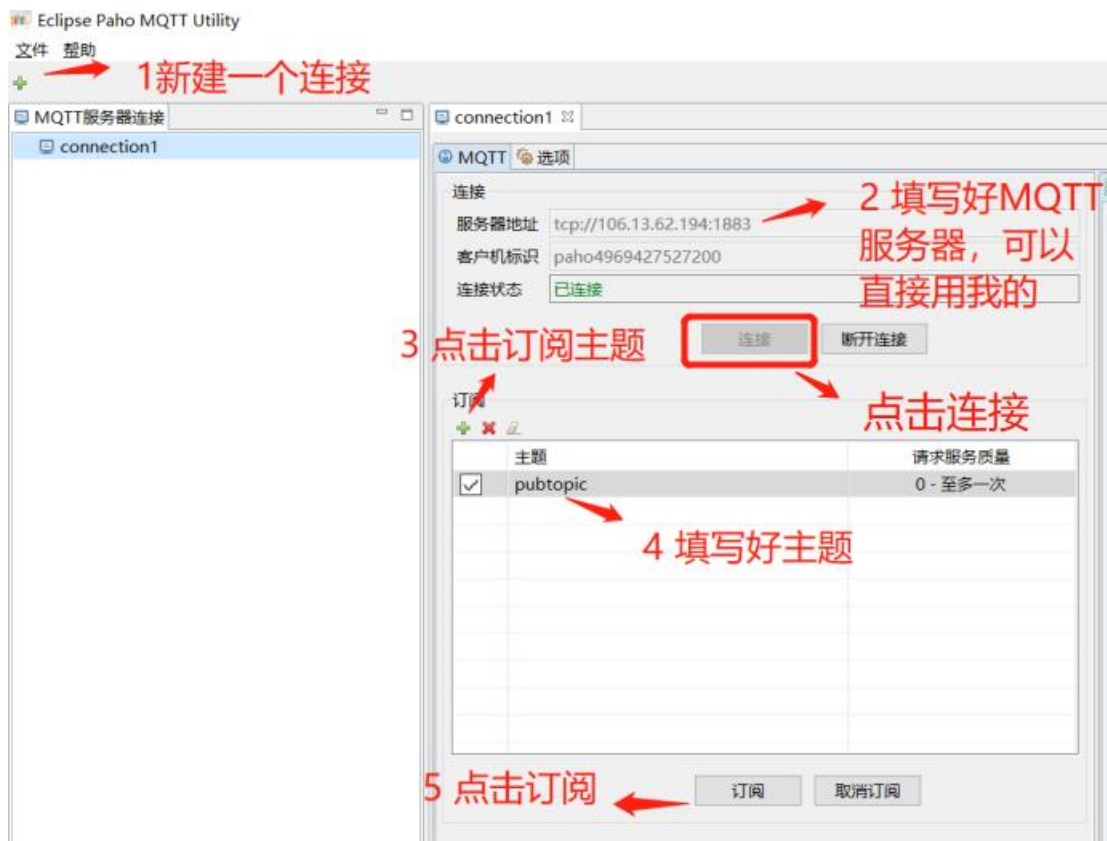 Eclipse Paho MQTT Utility
文件 帮助
1新建一个连接
MQTT服务器连接
connection1
connection1
MQTT 选项
连接
服务器地址 tcp://106.13.62.194:1883
2 填写好MQTT
服务器，可以
直接用我的
客户机标识 paho4969427527200
连接状态 已连接
连接 断开连接
点击连接
3 点击订阅主题
订阅
主题 请求服务质量
pubtopic 0 - 至多一次
4 填写好主题
5 点击订阅
订阅 取消订阅